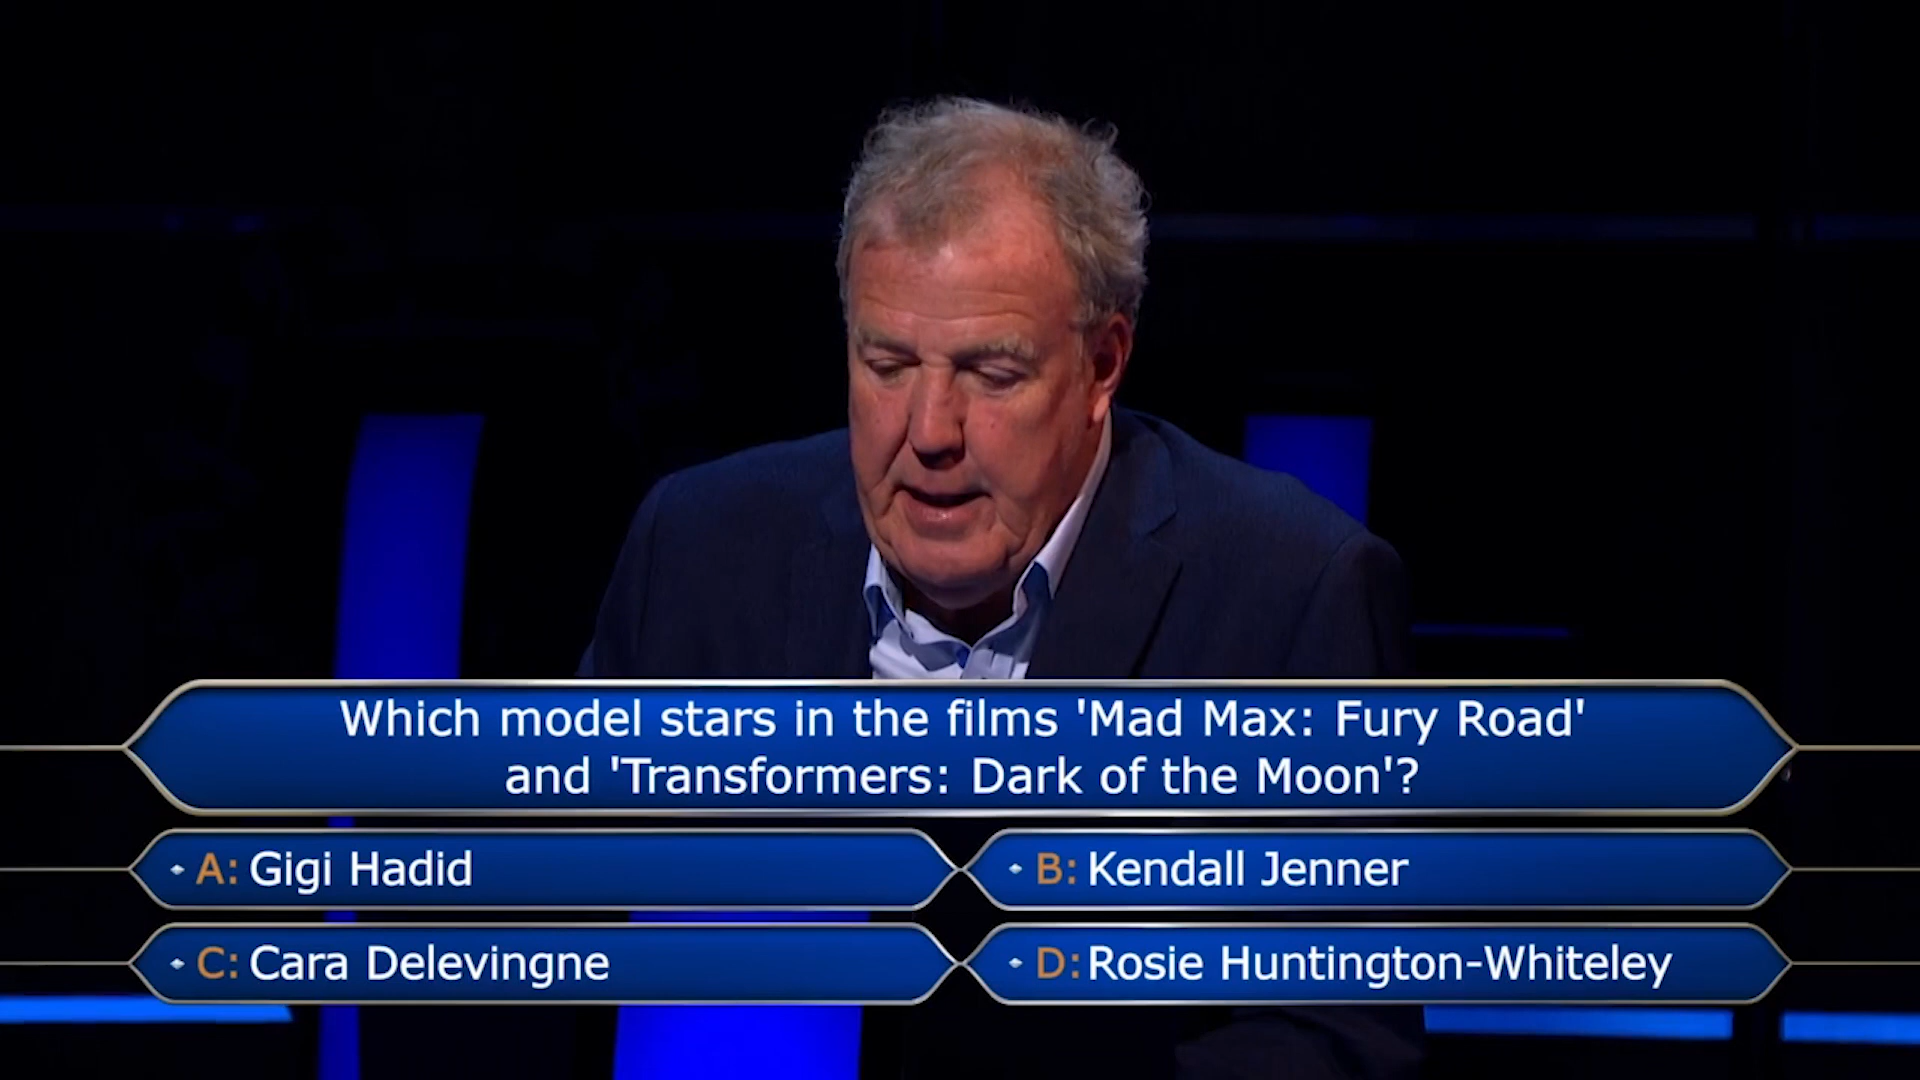 Which model stars in the films 'Mad Max: Fury Road'
and 'Transformers: Dark of the Moon'?
A: Gigi Hadid
B: Kendall Jenner
C: Cara Delevingne
D: Rosie Huntington-Whiteley